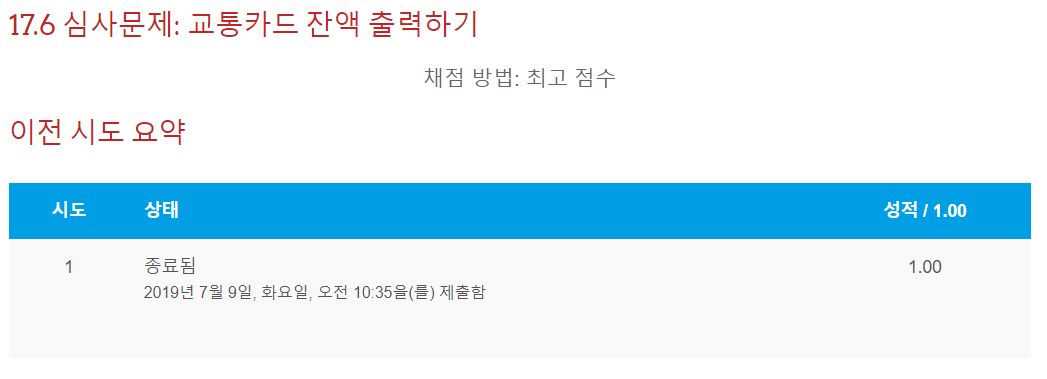 17.6 심사문제: 교통카드 잔액 출력하기
채점 방법: 최고 점수
이전 시도 요약
시도 상태 성적 / 1.00
1 종료됨 1.00
2019년 7월 9일, 화요일, 오전 10:35을(를) 제출함